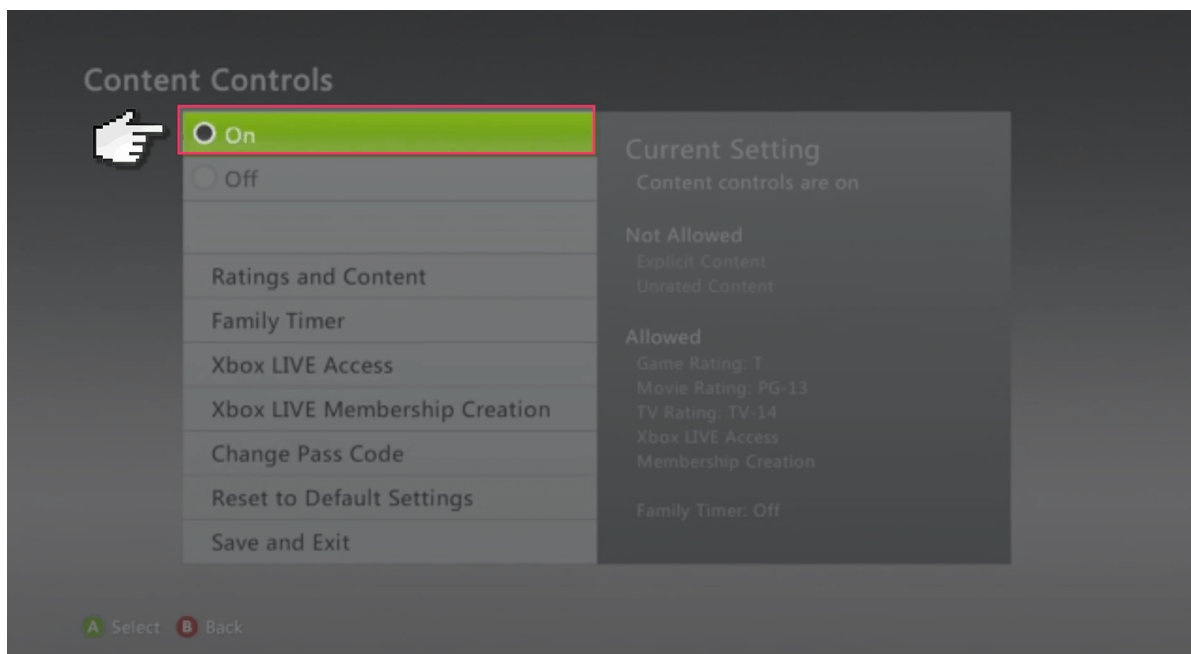 Content Controls
On
Off
Ratings and Content
Family Timer
Xbox LIVE Access
Xbox LIVE Membership Creation
Change Pass Code
Reset to Default Settings
Save and Exit
Current Setting
Content controls are on
Not Allowed
Explicit Content
Unrated Content
Allowed
Game Rating: T
Movie Rating: PG-13
TV Rating: TV-14
Xbox LIVE Access
Membership Creation
Family Timer: Off
A Select B Back